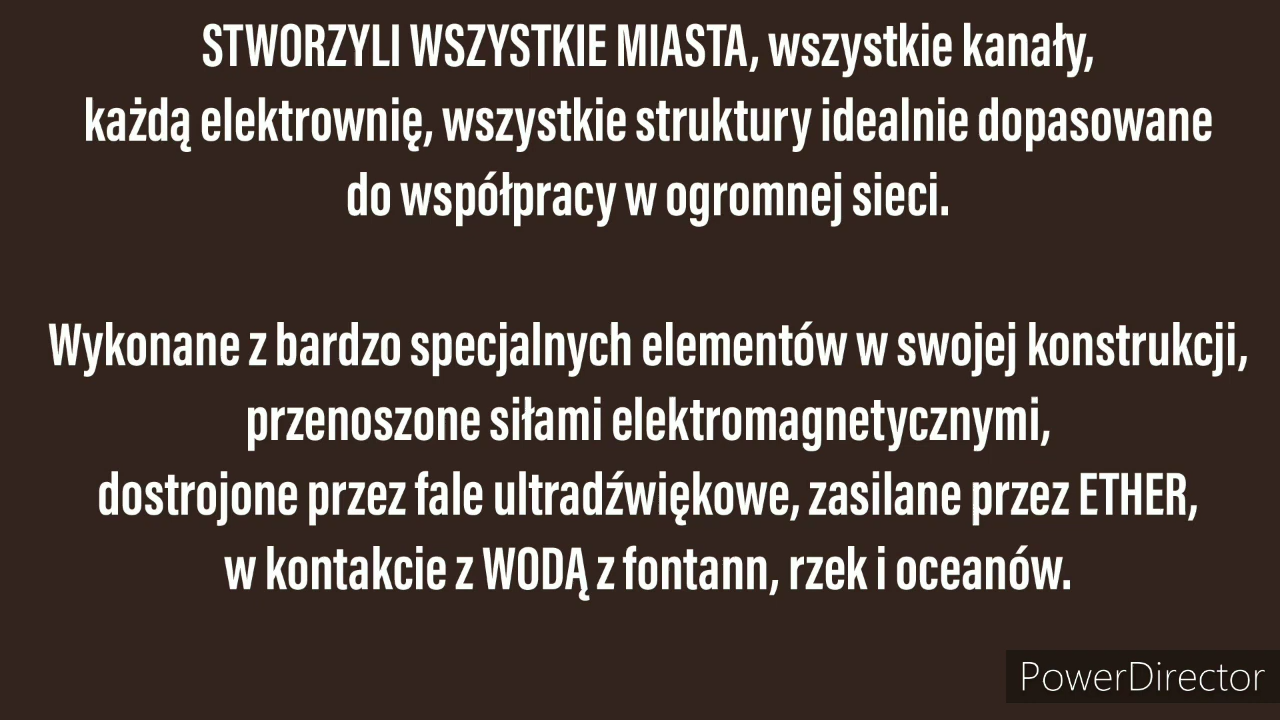 STWORZYLI WSZYSTKIE MIASTA, wszystkie kanały,
każdą elektrownię, wszystkie struktury idealnie dopasowane
do współpracy w ogromnej sieci.
Wykonane z bardzo specjalnych elementów w swojej konstrukcji,
przenoszone siłami elektromagnetycznymi,
dostrojone przez fale ultradźwiękowe, zasilane przez ETHER,
w kontakcie z WODĄ z fontann, rzek i oceanów.
PowerDirector